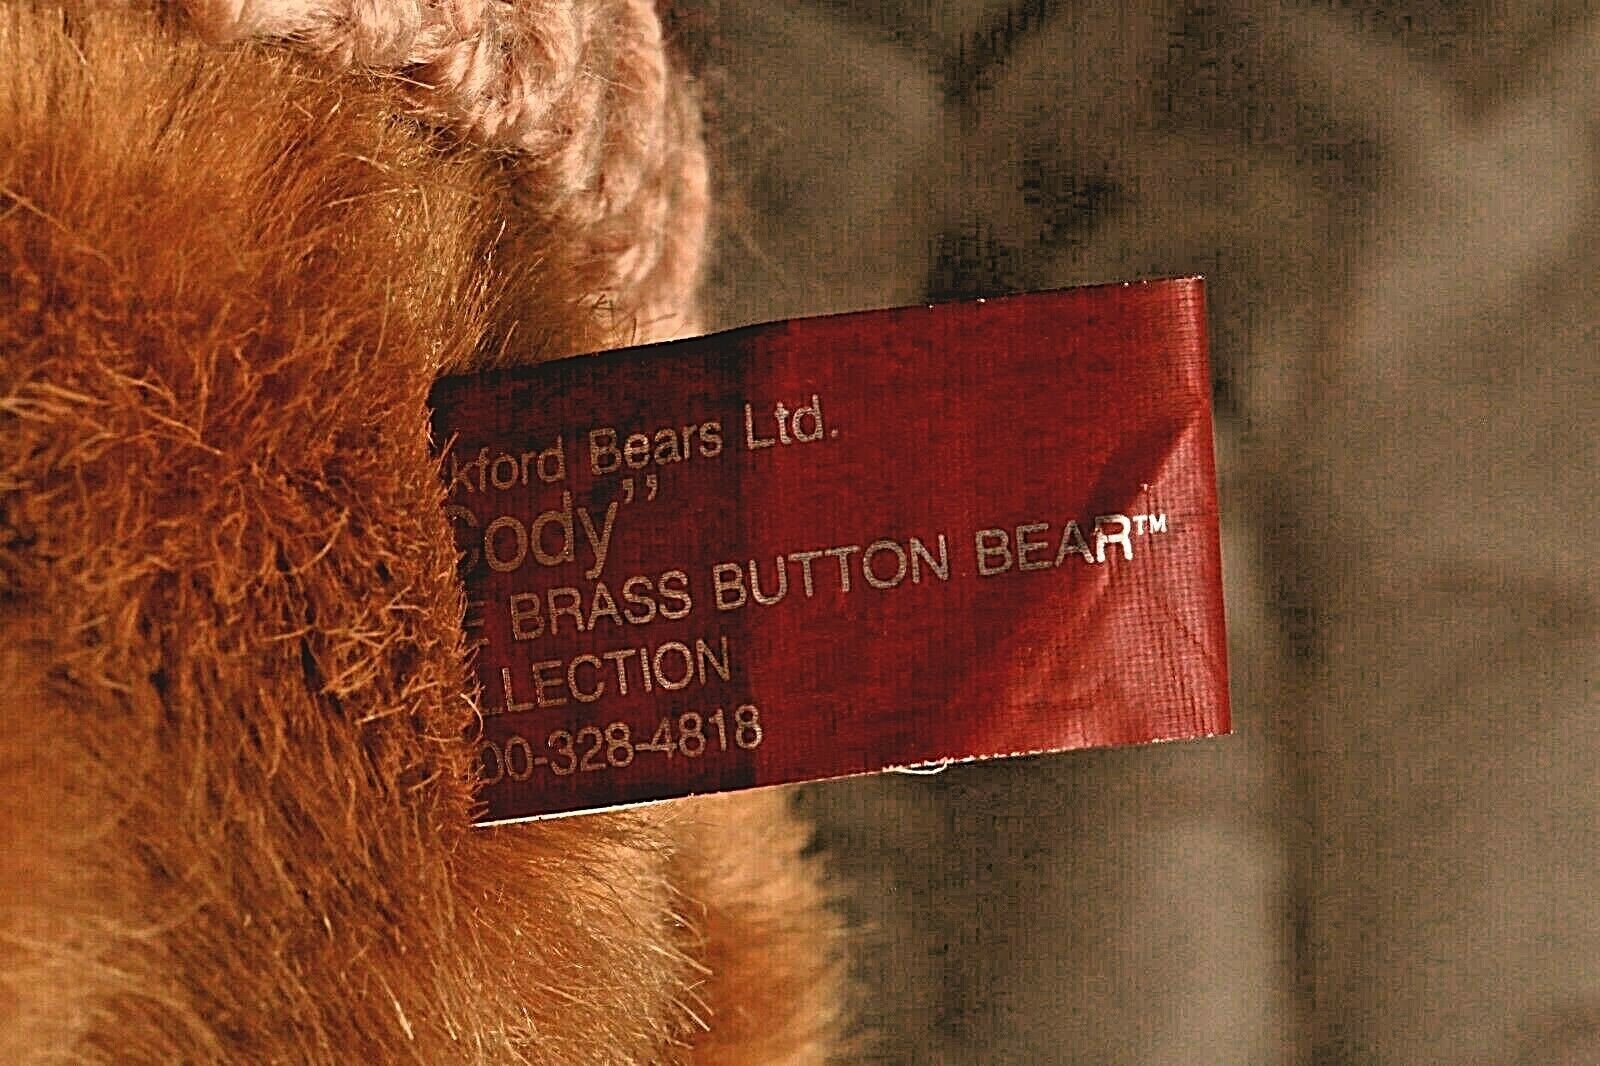 kford Bears Ltd.
Cody”
E BRASS BUTTON BEAR™
LLECTION
00-328-4818